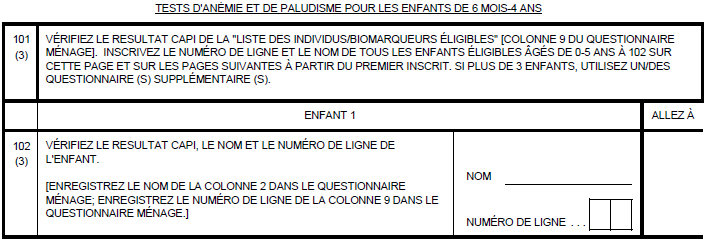 TESTS D'ANÉMIE ET DE PALUDISME POUR LES ENFANTS DE 6 MOIS-4 ANS
101
(3)
VÉRIFIEZ LE RESULTAT CAPI DE LA "LISTE DES INDIVIDUS/BIOMARQUEURS ÉLIGIBLES" [COLONNE 9 DU QUESTIONNAIRE
MÉNAGE]. INSCRIVEZ LE NUMÉRO DE LIGNE ET LE NOM DE TOUS LES ENFANTS ÉLIGIBLES ÂGÉS DE 0-5 ANS À 102 SUR
CETTE PAGE ET SUR LES PAGES SUIVANTES À PARTIR DU PREMIER INSCRIT. SI PLUS DE 3 ENFANTS, UTILISEZ UN/DES
QUESTIONNAIRE (S) SUPPLÉMENTAIRE (S).
ENFANT 1
ALLEZ À
102
(3)
VÉRIFIEZ LE RESULTAT CAPI, LE NOM ET LE NUMÉRO DE LIGNE DE
L'ENFANT.
[ENREGISTREZ LE NOM DE LA COLONNE 2 DANS LE QUESTIONNAIRE
MÉNAGE; ENREGISTREZ LE NUMÉRO DE LIGNE DE LA COLONNE 9 DANS LE
QUESTIONNAIRE MÉNAGE.]
NOM
NUMÉRO DE LIGNE . . .